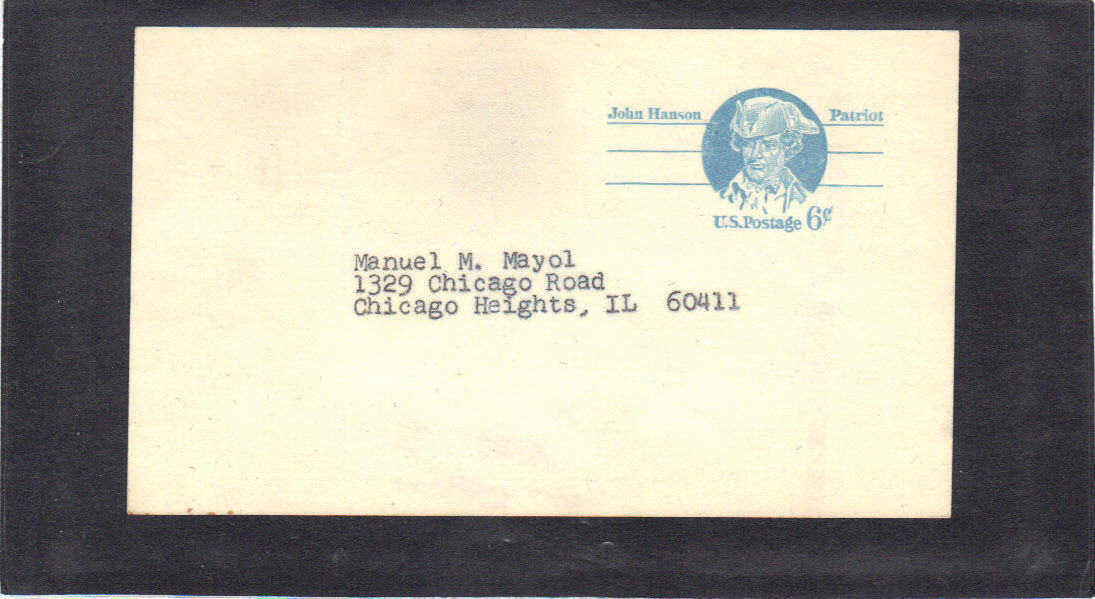 John Hanson Patriot
U.S. Postage 6¢
Manuel M. Mayol
1329 Chicago Road
Chicago Heights, IL 60411